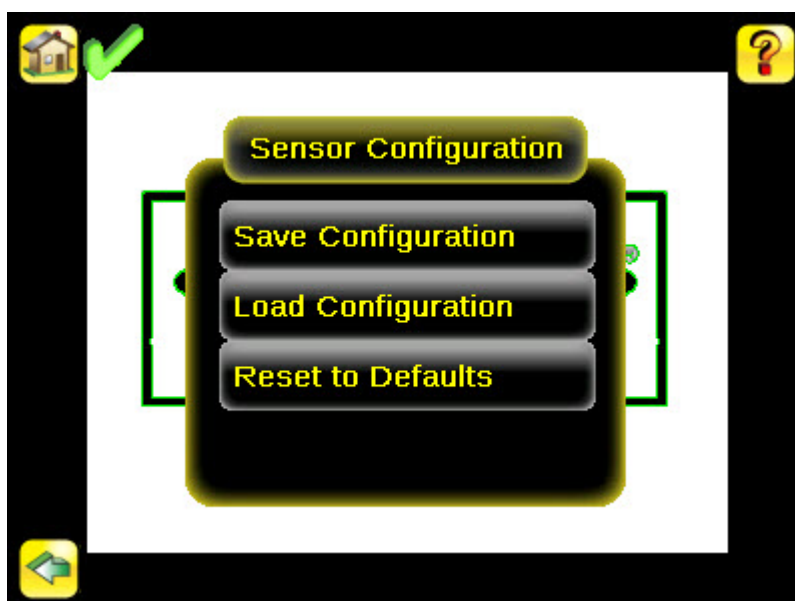 Sensor Configuration
Save Configuration
®
Load Configuration
Reset to Defaults